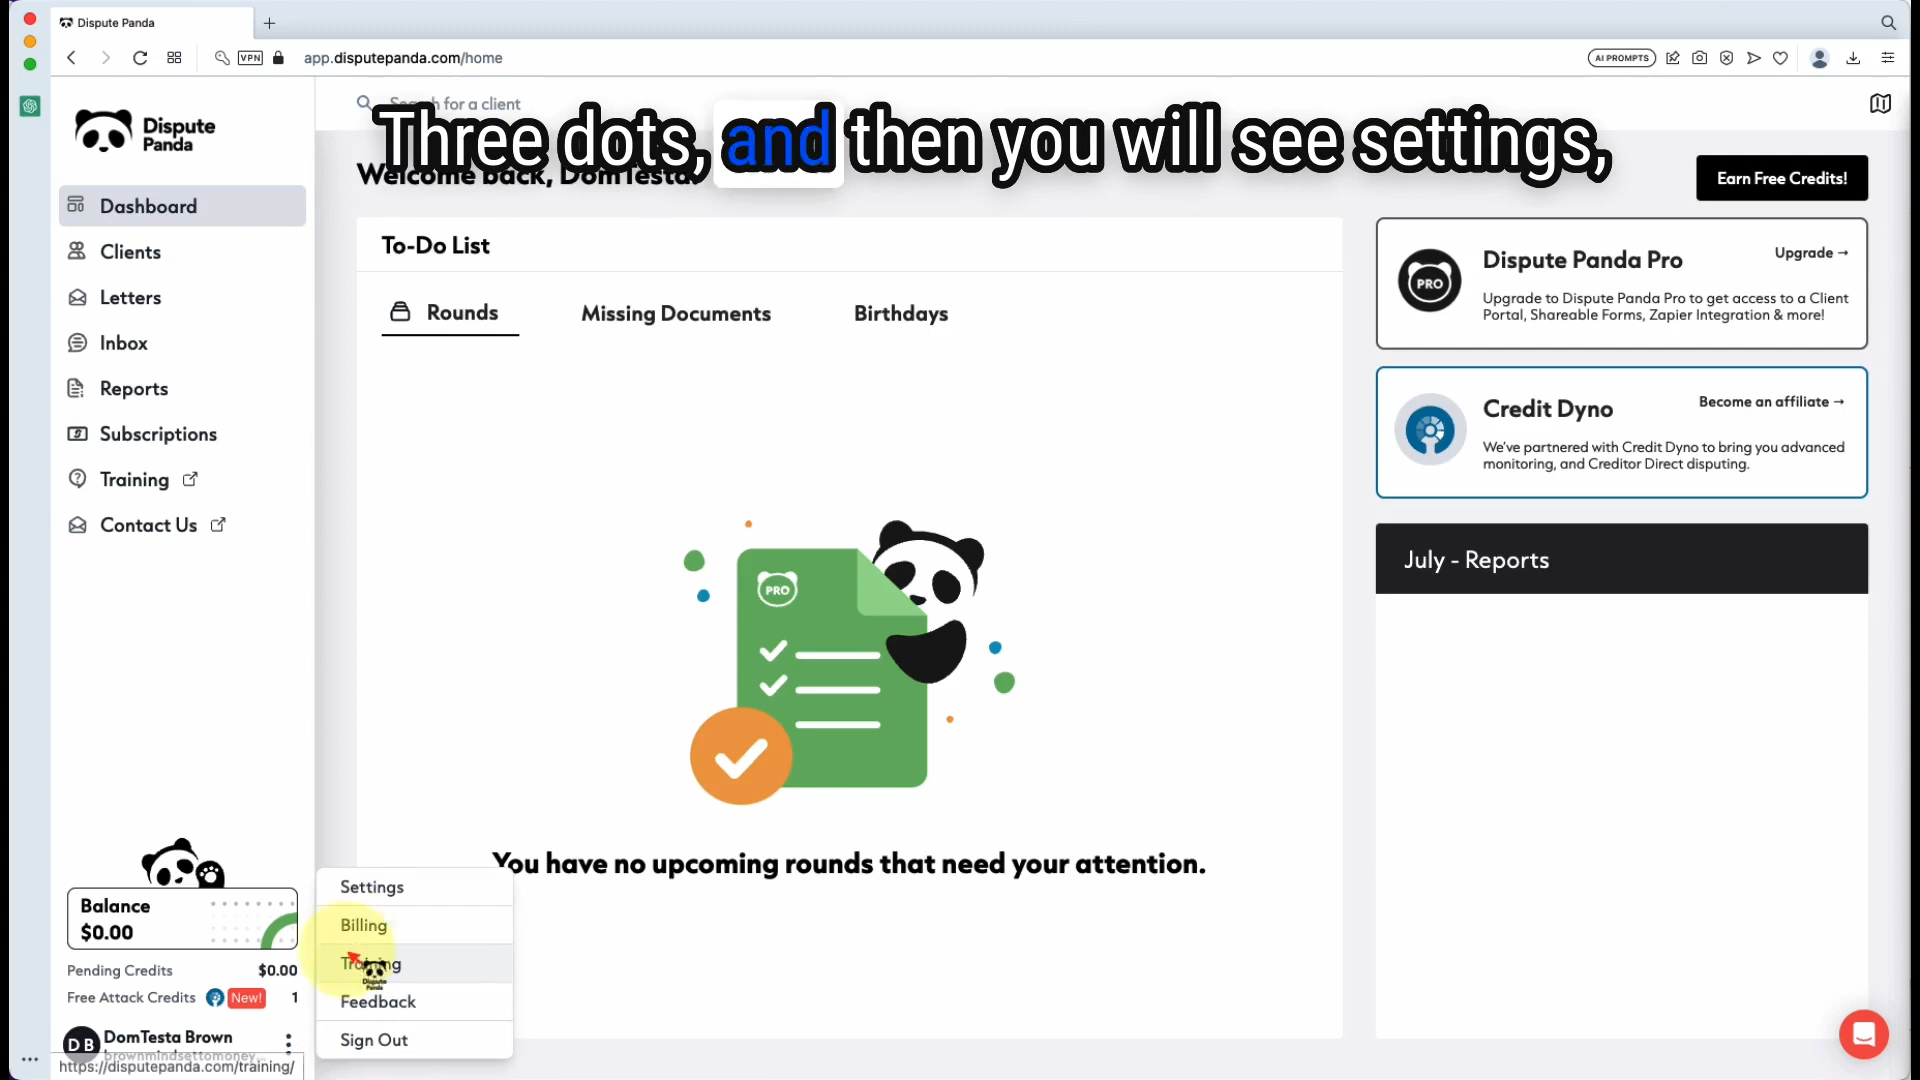 Dispute Panda
VPN
app.disputepanda.com/home
AI PROMPTS
Dispute
Panda
Search for a client
Three dots, and then you will see settings,
Welcome back, DomTesta!
Earn Free Credits!
Dashboard
Clients
Letters
Inbox
Reports
Subscriptions
Training
Contact Us
To-Do List
Rounds
Missing Documents
Birthdays
PRO
You have no upcoming rounds that need your attention.
PRO
Dispute Panda Pro
Upgrade →
Upgrade to Dispute Panda Pro to get access to a Client
Portal, Shareable Forms, Zapier Integration & more!
Credit Dyno
Become an affiliate →
We've partnered with Credit Dyno to bring you advanced
monitoring, and Creditor Direct disputing.
July - Reports
Balance
$0.00
Pending Credits $0.00
Free Attack Credits New! 1
DB
DomTesta Brown
brownmindsettomoney...
https://disputepanda.com/training/
Settings
Billing
Training
Dispute
Panda
Feedback
Sign Out